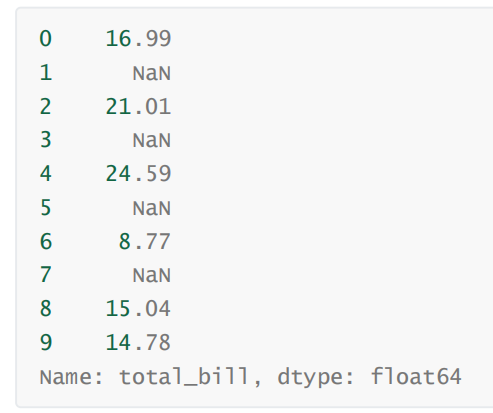 0    16.99
1      NaN
2    21.01
3      NaN
4    24.59
5      NaN
6     8.77
7      NaN
8    15.04
9    14.78
Name: total_bill, dtype: float64